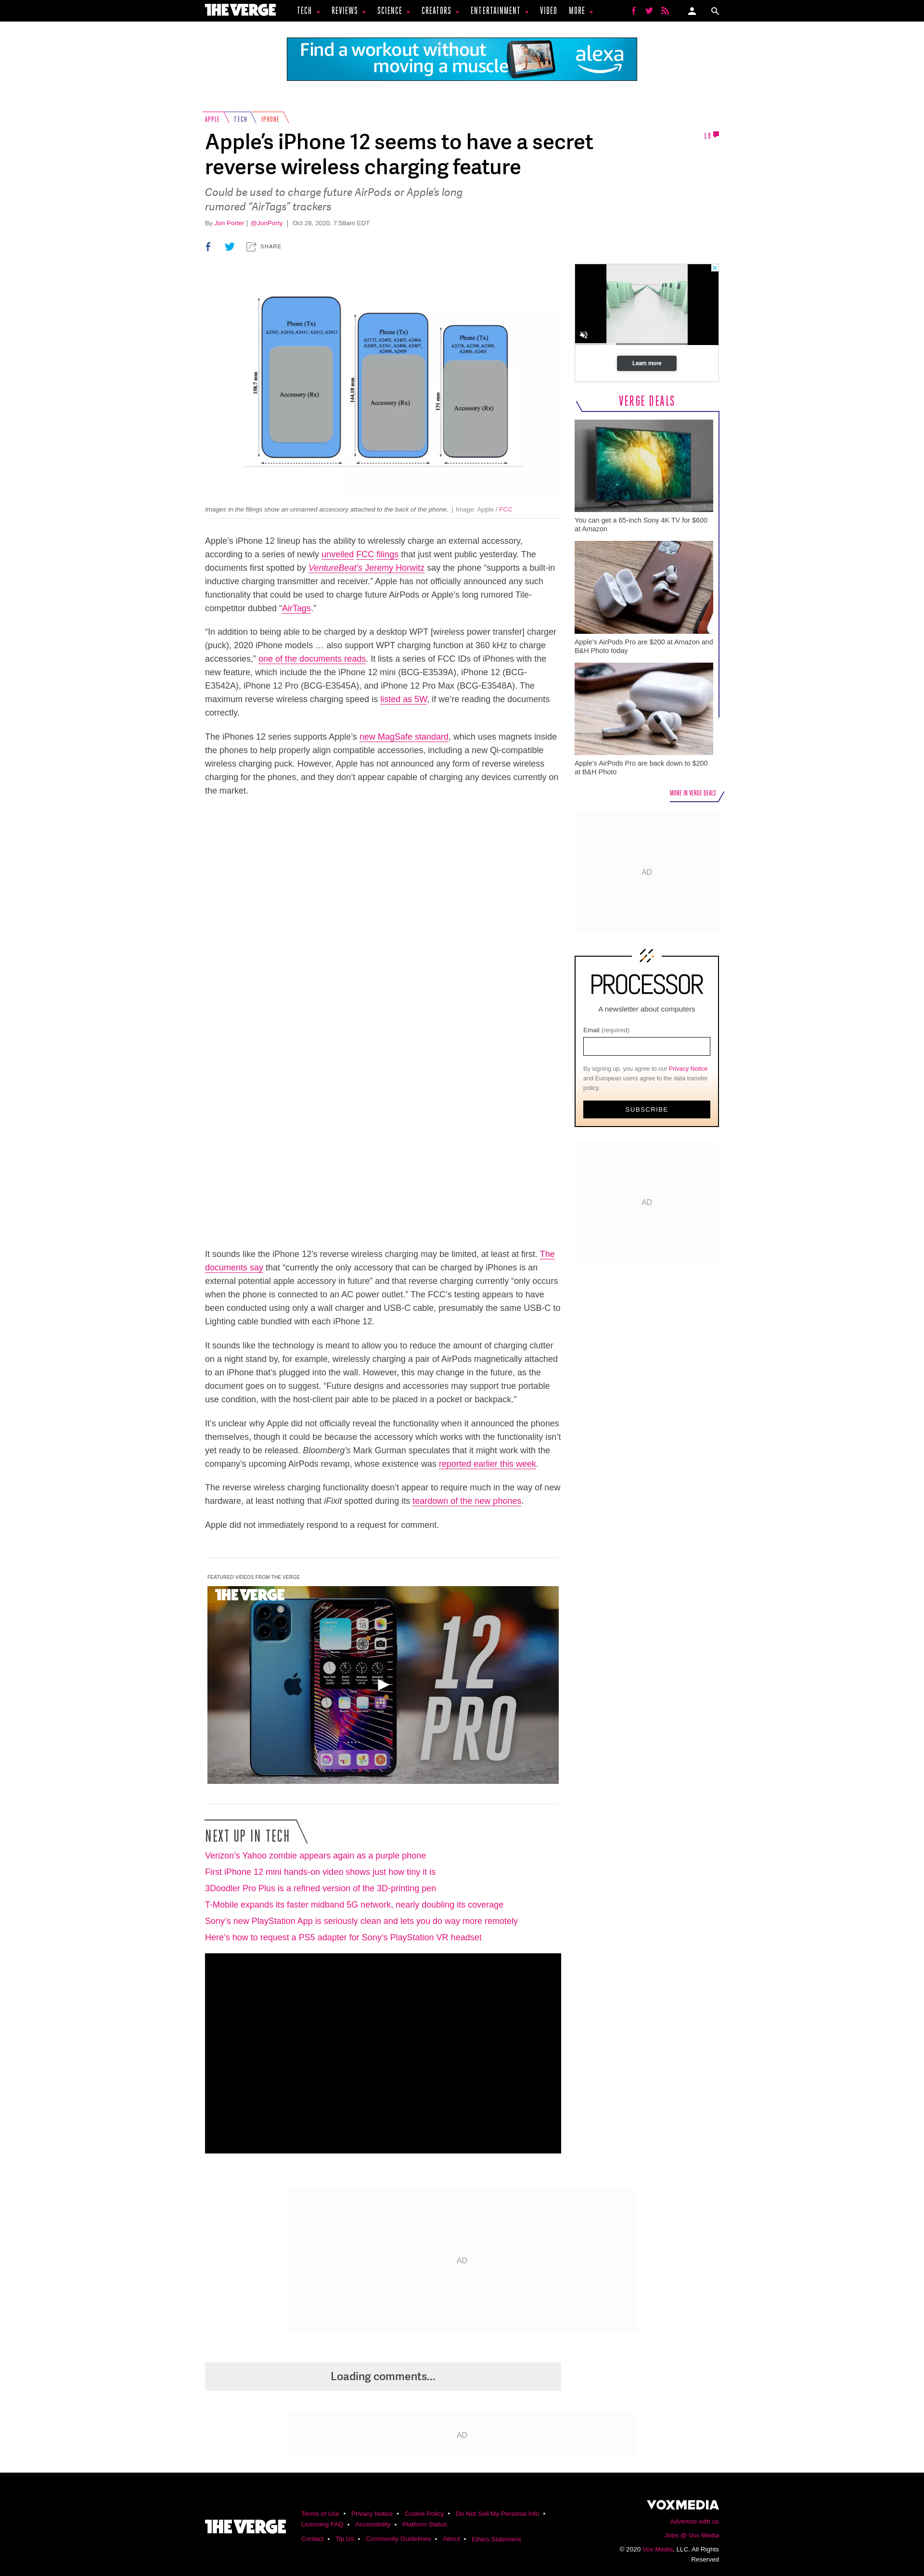 THE VERGE
TECH
REVIEWS
SCIENCE
CREATORS
ENTERTAINMENT
VIDEO
MORE
Find a workout without
moving a muscle
alexa
APPLE
TECH
IPHONE
Apple’s iPhone 12 seems to have a secret
reverse wireless charging feature
19
Could be used to charge future AirPods or Apple’s long
rumored “AirTags” trackers
By Jon Porter | @JonPorty | Oct 28, 2020, 7:58am EDT
SHARE
Phone (Tx)
A2342, A2410, A2411, A2412, A2413
Accessory (Rx)
158.7 mm
Phone (Tx)
A2172, A2402, A2403, A2404,
A2405, A2341, A2406, A2407,
A2408, A2409
Accessory (Rx)
144.18 mm
Phone (Tx)
A2176, A2398, A2399,
A2400, A2401
Accessory (Rx)
131 mm
Images in the filings show an unnamed accessory attached to the back of the phone. | Image: Apple / FCC
Apple’s iPhone 12 lineup has the ability to wirelessly charge an external accessory,
according to a series of newly unveiled FCC filings that just went public yesterday. The
documents first spotted by VentureBeat’s Jeremy Horwitz say the phone “supports a built-in
inductive charging transmitter and receiver.” Apple has not officially announced any such
functionality that could be used to charge future AirPods or Apple’s long rumored Tile-
competitor dubbed “AirTags.”
“In addition to being able to be charged by a desktop WPT [wireless power transfer] charger
(puck), 2020 iPhone models … also support WPT charging function at 360 kHz to charge
accessories,” one of the documents reads. It lists a series of FCC IDs of iPhones with the
new feature, which include the the iPhone 12 mini (BCG-E3539A), iPhone 12 (BCG-
E3542A), iPhone 12 Pro (BCG-E3545A), and iPhone 12 Pro Max (BCG-E3548A). The
maximum reverse wireless charging speed is listed as 5W, if we’re reading the documents
correctly.
The iPhones 12 series supports Apple’s new MagSafe standard, which uses magnets inside
the phones to help properly align compatible accessories, including a new Qi-compatible
wireless charging puck. However, Apple has not announced any form of reverse wireless
charging for the phones, and they don’t appear capable of charging any devices currently on
the market.
Learn more
VERGE DEALS
You can get a 65-inch Sony 4K TV for $600
at Amazon
Apple’s AirPods Pro are $200 at Amazon and
B&H Photo today
Apple’s AirPods Pro are back down to $200
at B&H Photo
MORE IN VERGE DEALS
AD
PROCESSOR
A newsletter about computers
Email (required)
By signing up, you agree to our Privacy Notice
and European users agree to the data transfer
policy.
SUBSCRIBE
AD
It sounds like the iPhone 12’s reverse wireless charging may be limited, at least at first. The
documents say that “currently the only accessory that can be charged by iPhones is an
external potential apple accessory in future” and that reverse charging currently “only occurs
when the phone is connected to an AC power outlet.” The FCC’s testing appears to have
been conducted using only a wall charger and USB-C cable, presumably the same USB-C to
Lighting cable bundled with each iPhone 12.
It sounds like the technology is meant to allow you to reduce the amount of charging clutter
on a night stand by, for example, wirelessly charging a pair of AirPods magnetically attached
to an iPhone that’s plugged into the wall. However, this may change in the future, as the
document goes on to suggest. “Future designs and accessories may support true portable
use condition, with the host-client pair able to be placed in a pocket or backpack.”
It’s unclear why Apple did not officially reveal the functionality when it announced the phones
themselves, though it could be because the accessory which works with the functionality isn’t
yet ready to be released. Bloomberg’s Mark Gurman speculates that it might work with the
company’s upcoming AirPods revamp, whose existence was reported earlier this week.
The reverse wireless charging functionality doesn’t appear to require much in the way of new
hardware, at least nothing that iFixit spotted during its teardown of the new phones.
Apple did not immediately respond to a request for comment.
FEATURED VIDEOS FROM THE VERGE
THE VERGE
12
PRO
NEXT UP IN TECH
Verizon’s Yahoo zombie appears again as a purple phone
First iPhone 12 mini hands-on video shows just how tiny it is
3Doodler Pro Plus is a refined version of the 3D-printing pen
T-Mobile expands its faster midband 5G network, nearly doubling its coverage
Sony’s new PlayStation App is seriously clean and lets you do way more remotely
Here’s how to request a PS5 adapter for Sony’s PlayStation VR headset
AD
Loading comments...
AD
THE VERGE
Terms of Use • Privacy Notice • Cookie Policy • Do Not Sell My Personal Info •
Licensing FAQ • Accessibility • Platform Status
Contact • Tip Us • Community Guidelines • About • Ethics Statement
VOXMEDIA
Advertise with us
Jobs @ Vox Media
© 2020 Vox Media, LLC. All Rights
Reserved